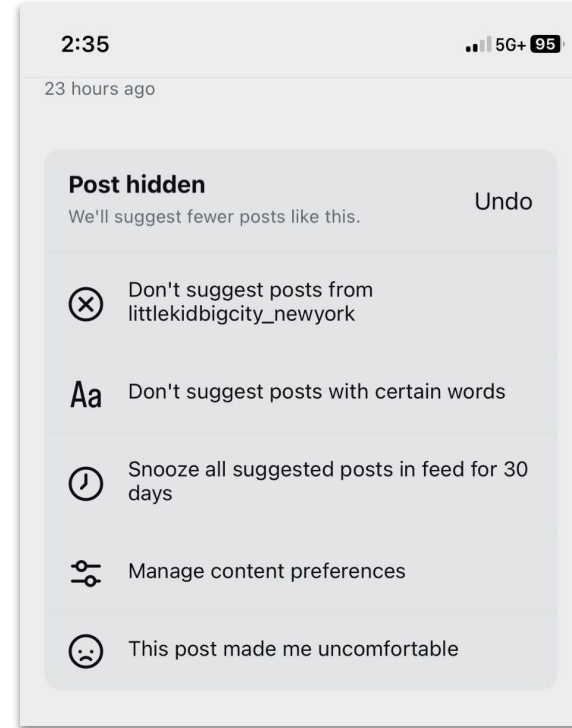 2:35
5G+ 95
23 hours ago
Post hidden
We'll suggest fewer posts like this.
Undo
Don't suggest posts from
littlekidbigcity_newyork
Aa Don't suggest posts with certain words
Snooze all suggested posts in feed for 30
days
Manage content preferences
This post made me uncomfortable